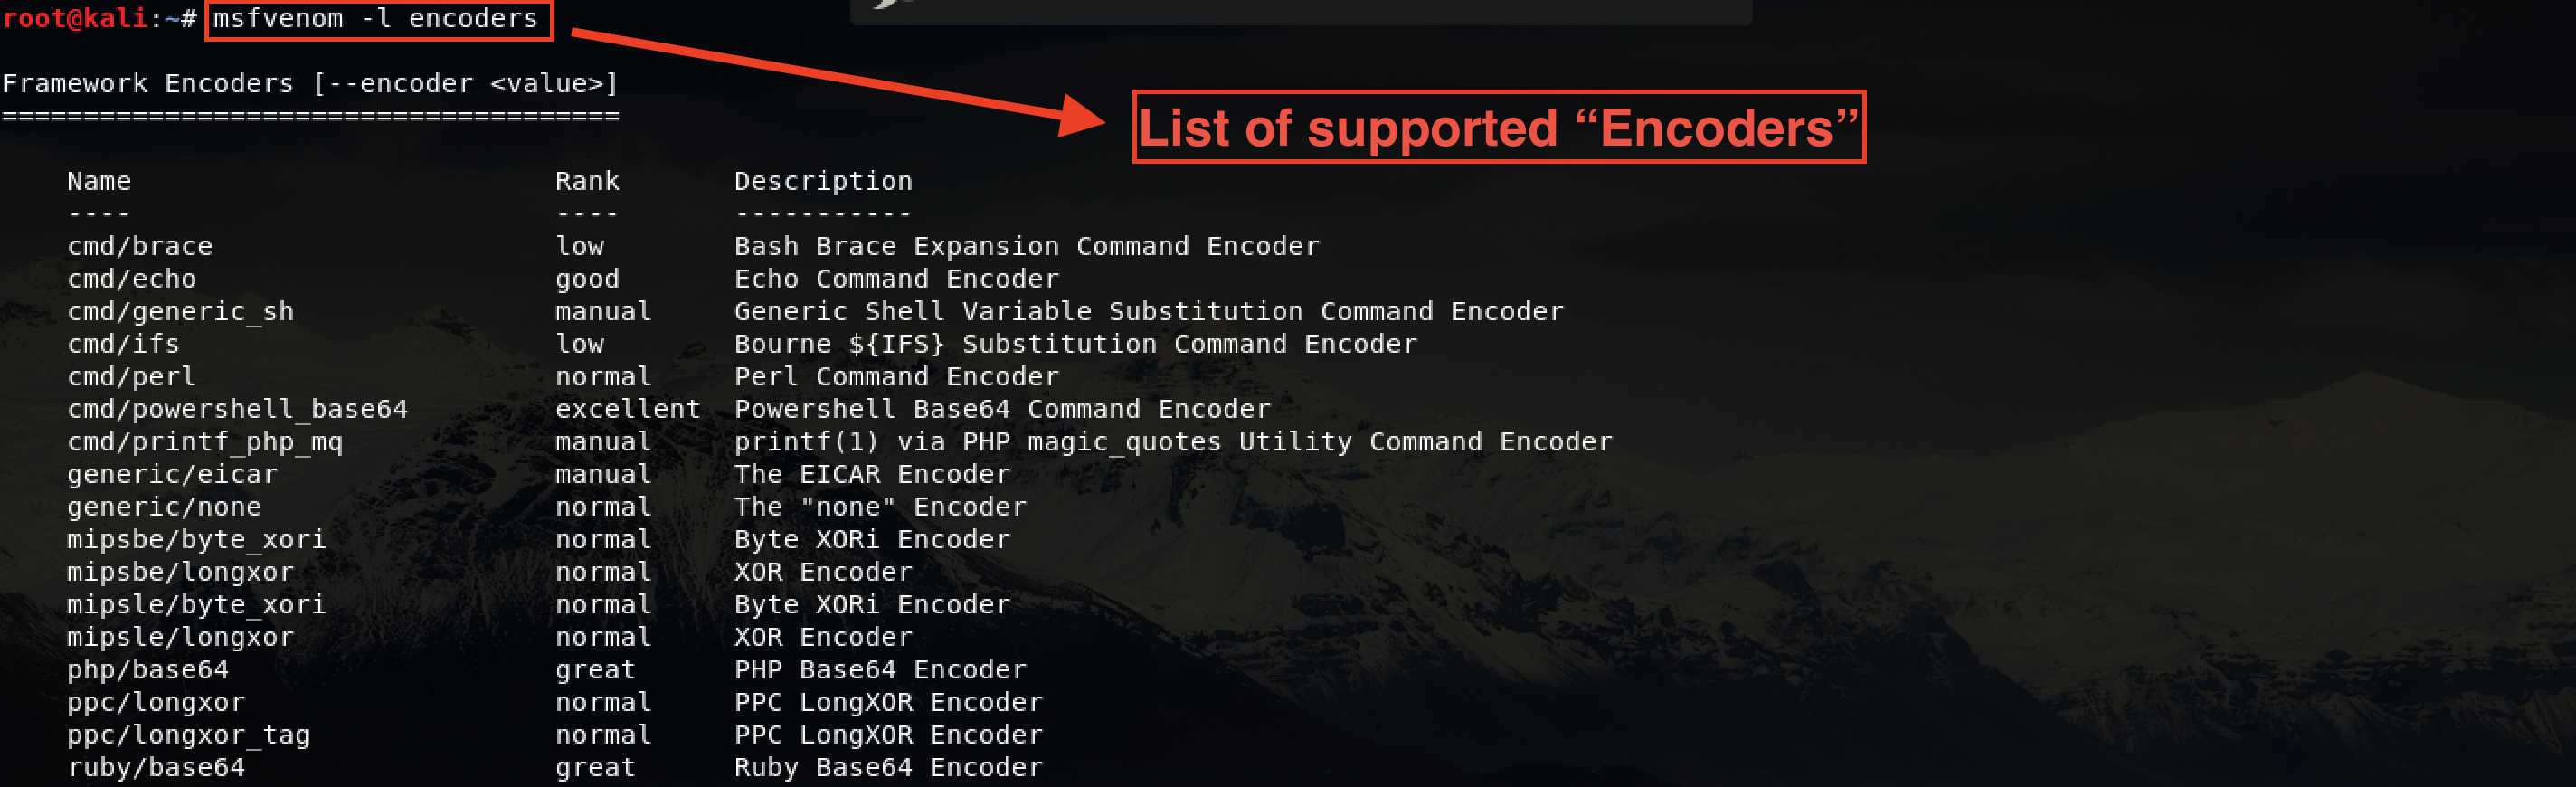 root@kali:~# msfvenom -l encoders
Framework Encoders [--encoder <value>]
======================================
List of supported “Encoders”
Name Rank Description
---- ---- -----------
cmd/brace low Bash Brace Expansion Command Encoder
cmd/echo good Echo Command Encoder
cmd/generic_sh manual Generic Shell Variable Substitution Command Encoder
cmd/ifs low Bourne ${IFS} Substitution Command Encoder
cmd/perl normal Perl Command Encoder
cmd/powershell_base64 excellent Powershell Base64 Command Encoder
cmd/printf_php_mq manual printf(1) via PHP magic_quotes Utility Command Encoder
generic/eicar manual The EICAR Encoder
generic/none normal The "none" Encoder
mipsbe/byte_xori normal Byte XORi Encoder
mipsbe/longxor normal XOR Encoder
mipsle/byte_xori normal Byte XORi Encoder
mipsle/longxor normal XOR Encoder
php/base64 great PHP Base64 Encoder
ppc/longxor normal PPC LongXOR Encoder
ppc/longxor_tag normal PPC LongXOR Encoder
ruby/base64 great Ruby Base64 Encoder